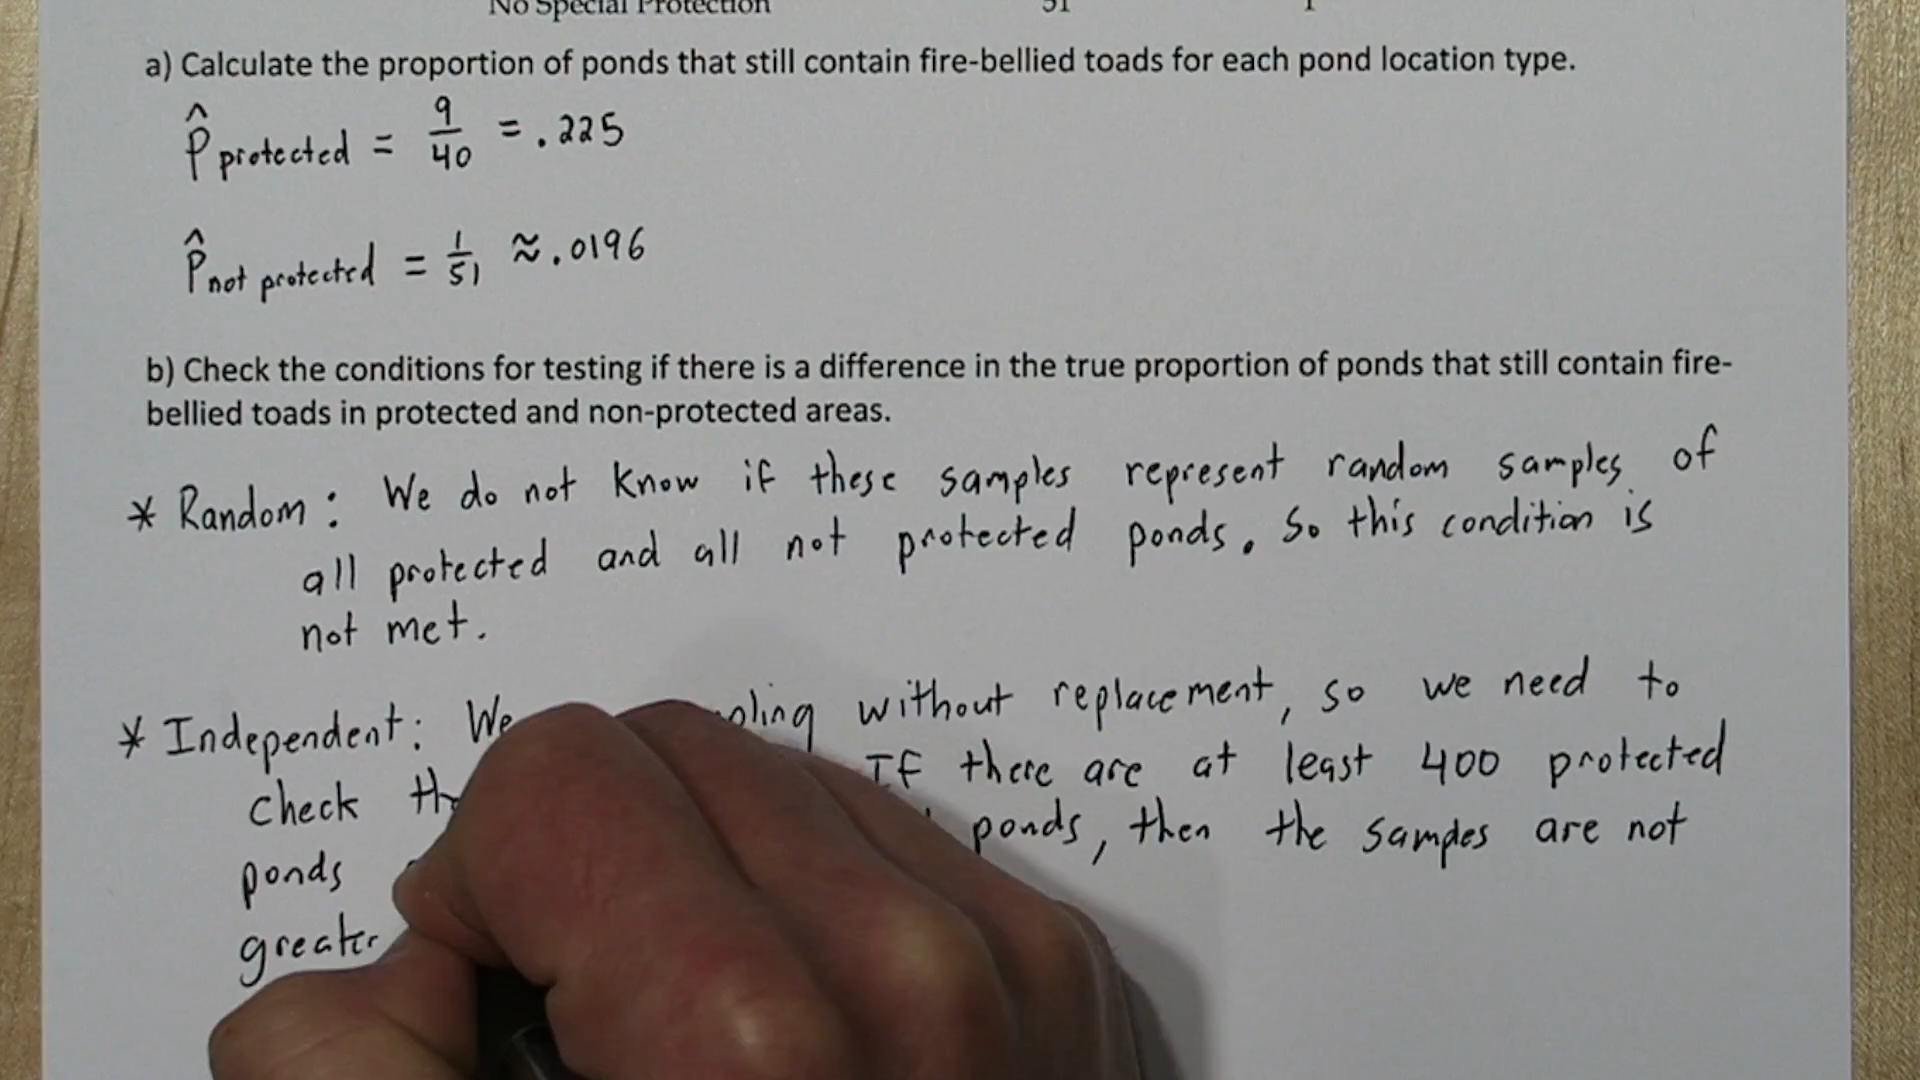 No Special Protection 51 1
a) Calculate the proportion of ponds that still contain fire-bellied toads for each pond location type.
p̂ protected = 9/40 = .225
p̂ not protected = 1/51 ≈ .0196
b) Check the conditions for testing if there is a difference in the true proportion of ponds that still contain fire-
bellied toads in protected and non-protected areas.
* Random: We do not know if these samples represent random samples of
all protected and all not protected ponds. So this condition is
not met.
* Independent: We without replacement, so we need to
check If there are at least 400 protected
ponds ponds, then the samples are not
greater